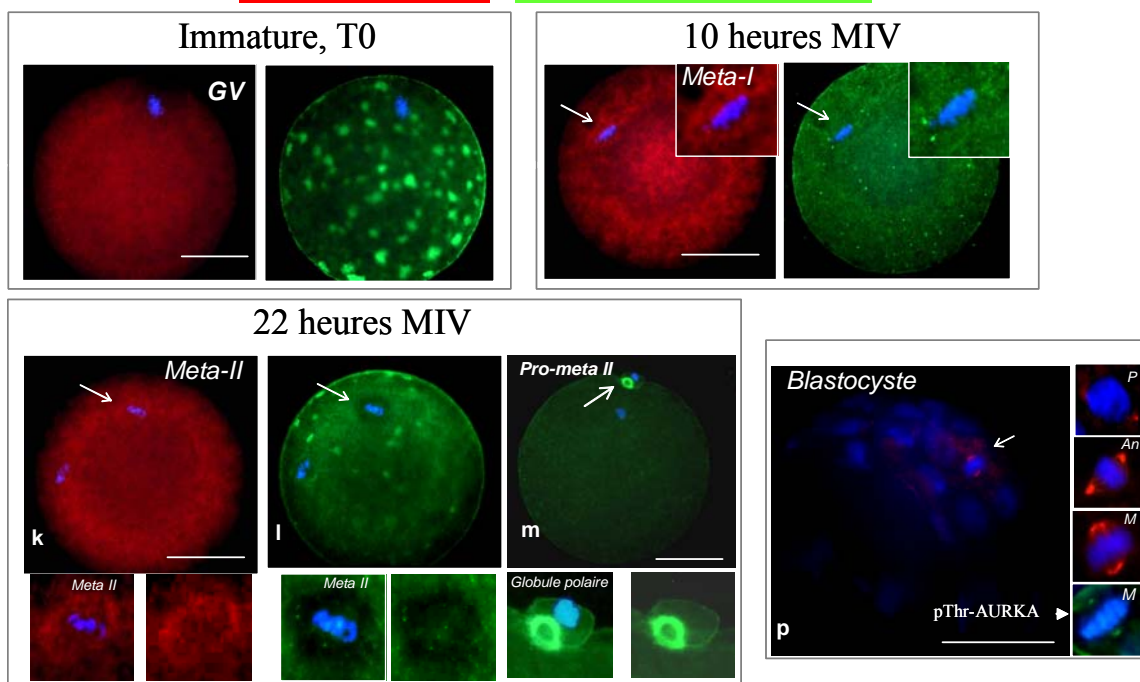 Immature, T0
GV
10 heures MIV
Meta-I
22 heures MIV
Meta-II
Pro-meta II
k
l
m
Meta II
Meta II
Globule polaire
Blastocyste
P
An
M
M
pThr-AURKA
p